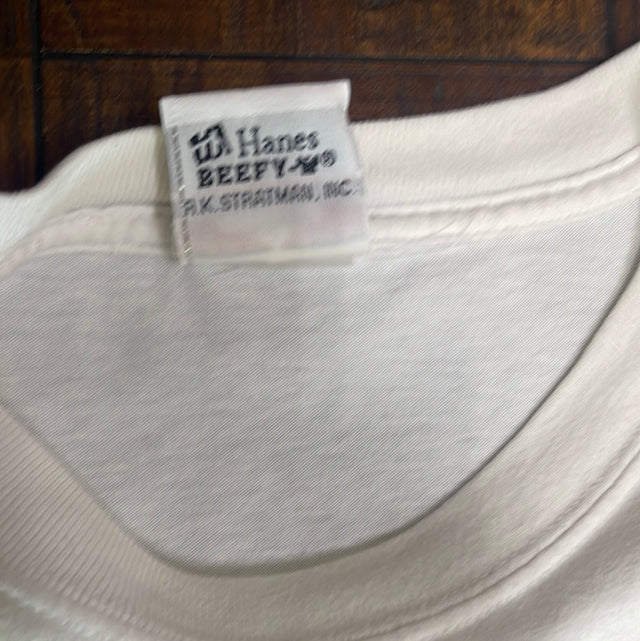 Hanes
BEEFY-T®
R.K. STRATMAN, INC.